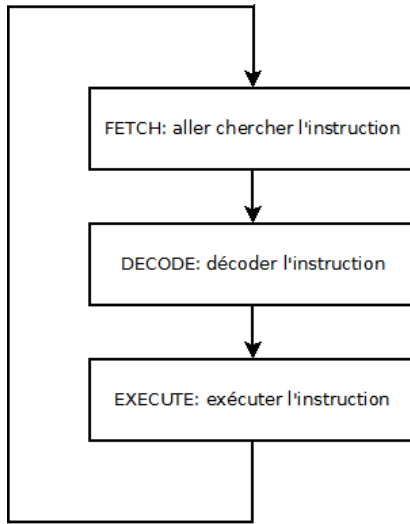 FETCH: aller chercher l'instruction
DECODE: décoder l'instruction
EXECUTE: exécuter l'instruction